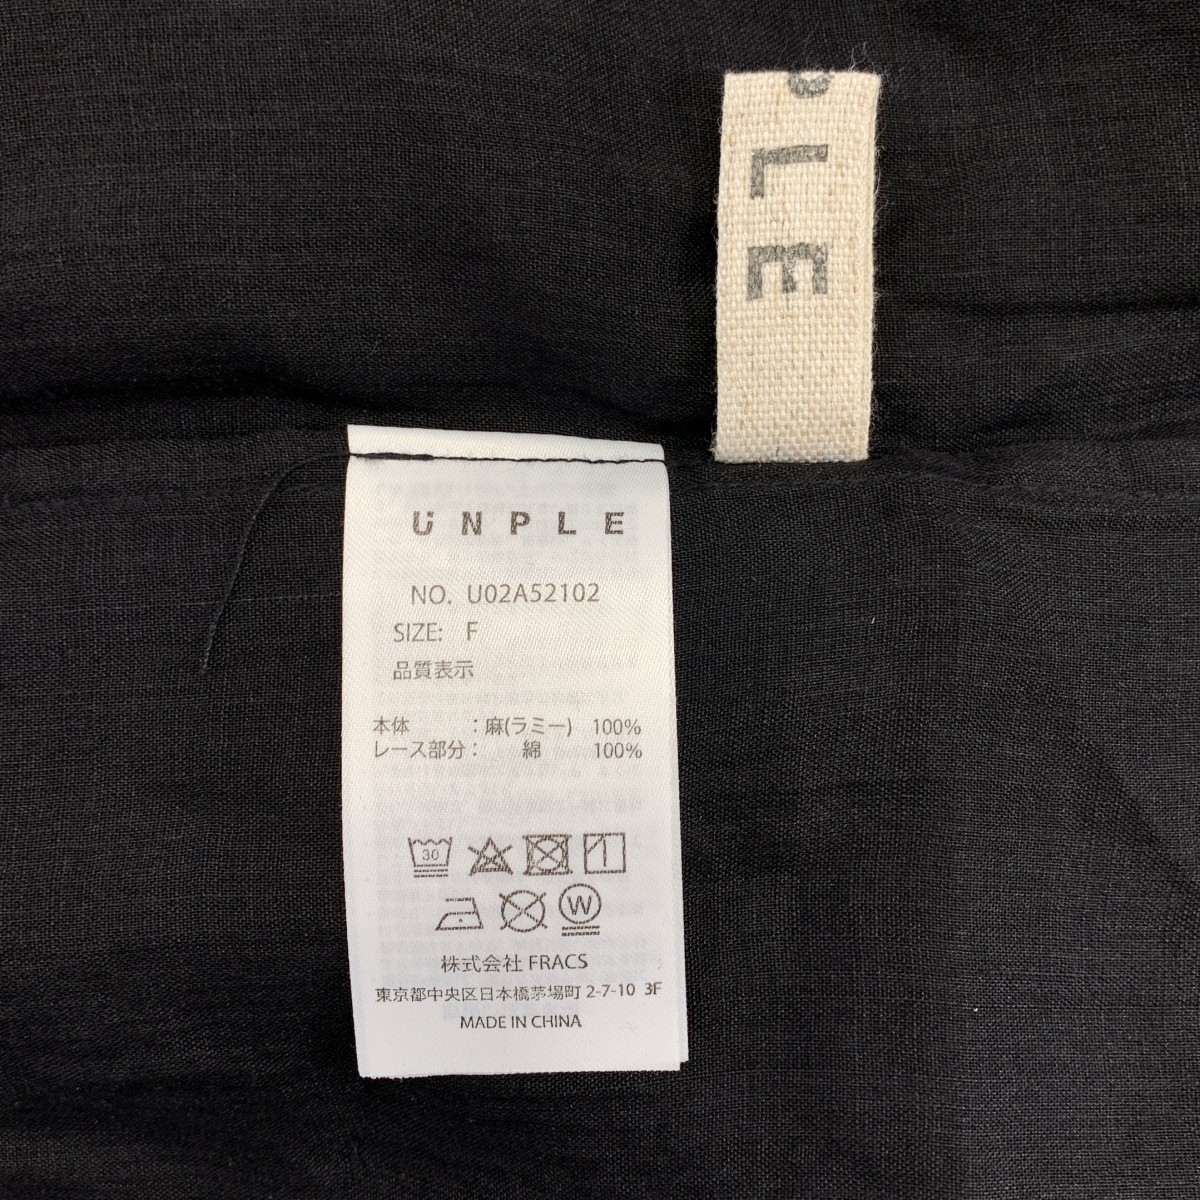 PLE
UNPLE
NO. U02A52102
SIZE: F
品質表示
本体 : 麻(ラミー) 100%
レース部分 : 綿 100%
30
W
株式会社 FRACS
東京都中央区日本橋茅場町 2-7-10 3F
MADE IN CHINA